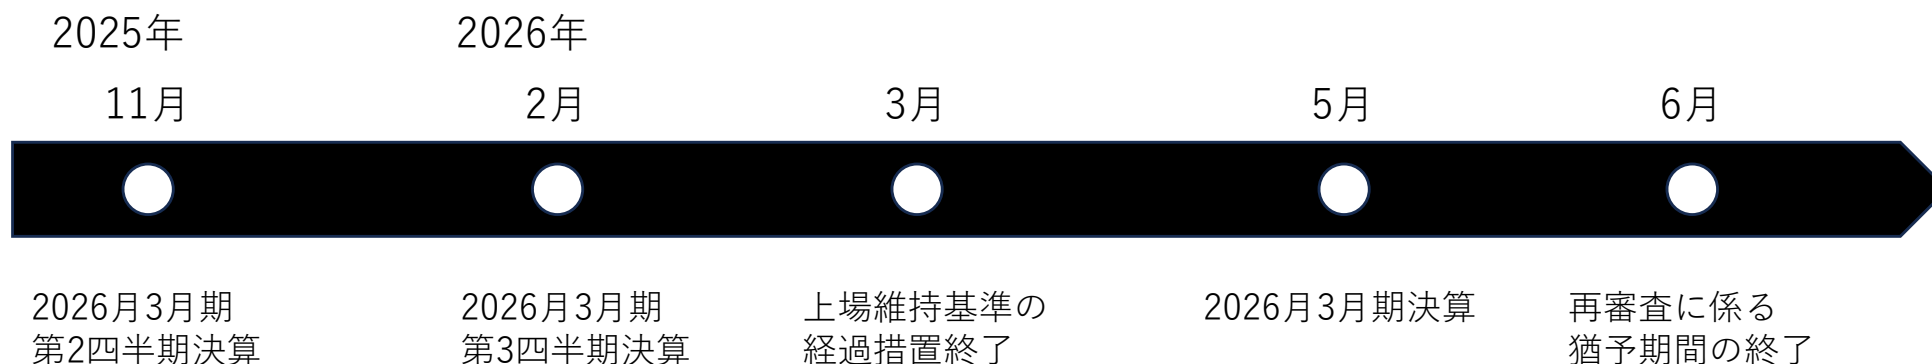 2025年
2026年
11月
2月
3月
5月
6月
2026月3月期
第2四半期決算
2026月3月期
第3四半期決算
上場維持基準の
経過措置終了
2026月3月期決算
再審査に係る
猶予期間の終了